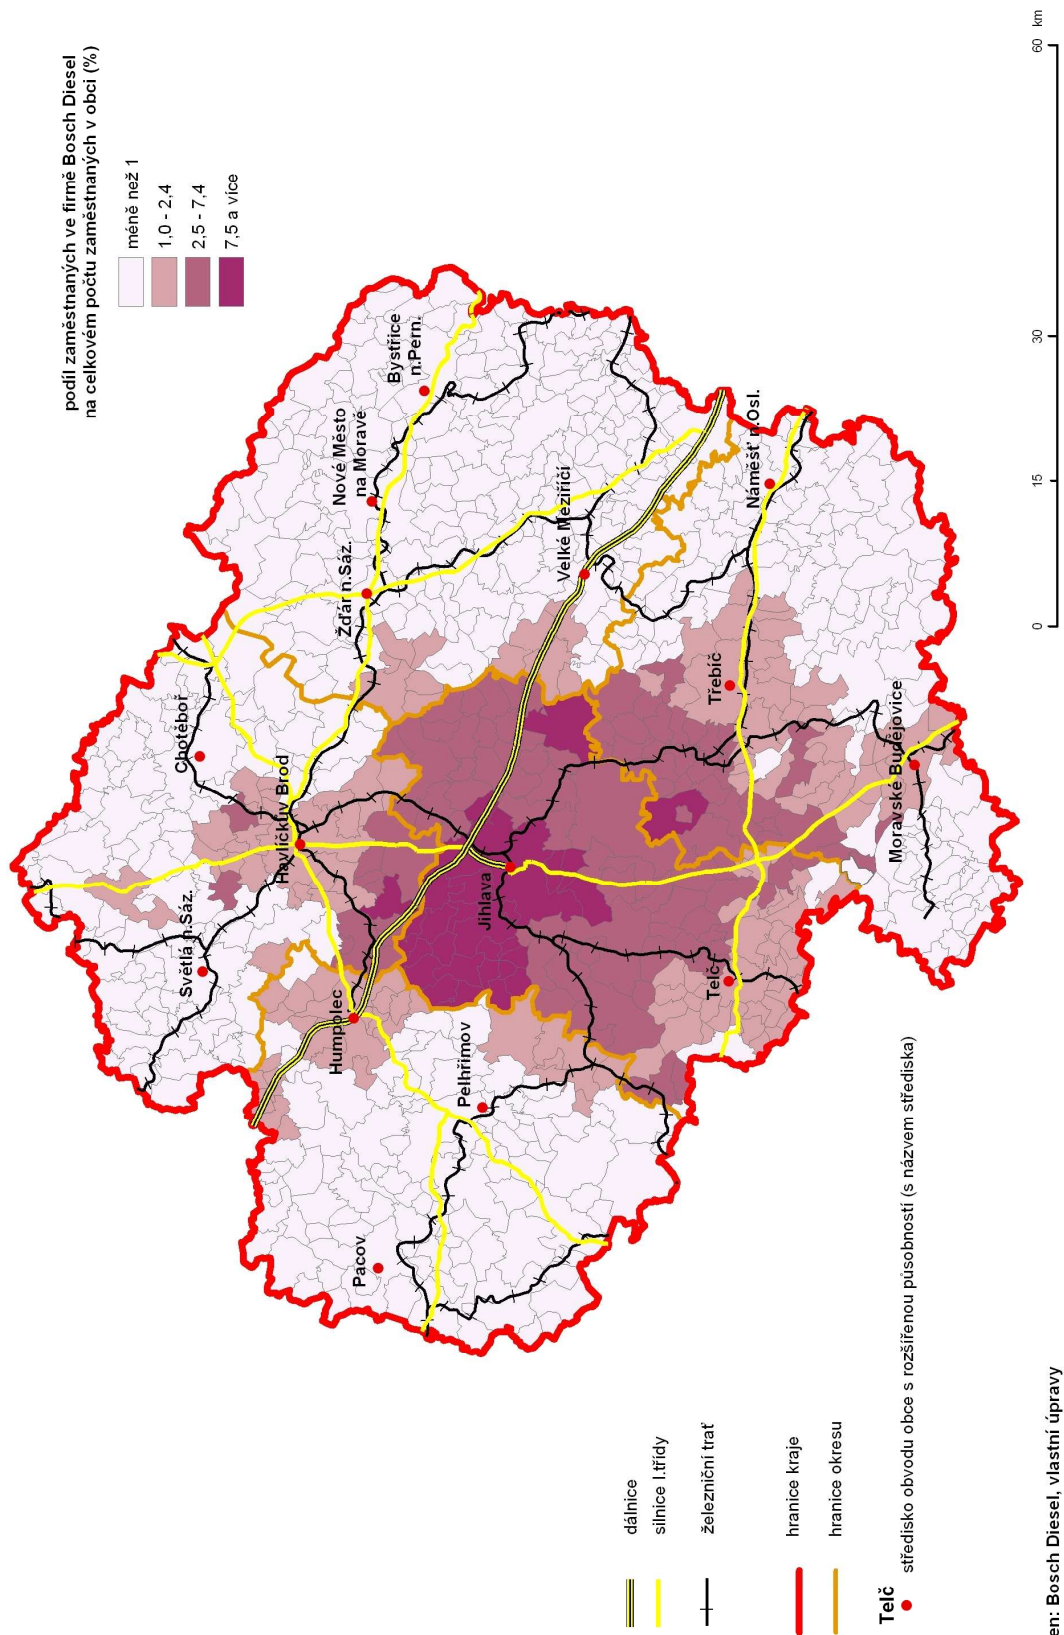 podíl zaměstnaných ve firmě Bosch Diesel
na celkovém počtu zaměstnaných v obci (%)
méně než 1
1,0 - 2,4
2,5 - 7,4
7,5 a více
Světlá n.Sáz.
Chotěboř
Havlíčkův Brod
Žďár n.Sáz.
Nové Město
na Moravě
Bystřice
n.Pern.
Pacov
Humpolec
Pelhřimov
Jihlava
Velké Meziříčí
Telč
Třebíč
Náměšť n.Osl.
Moravské Budějovice
dálnice
silnice I.třídy
železniční trať
hranice kraje
hranice okresu
Telč
středisko obvodu obce s rozšířenou působností (s názvem střediska)
0
15
30
60 km
en: Bosch Diesel, vlastní úpravy